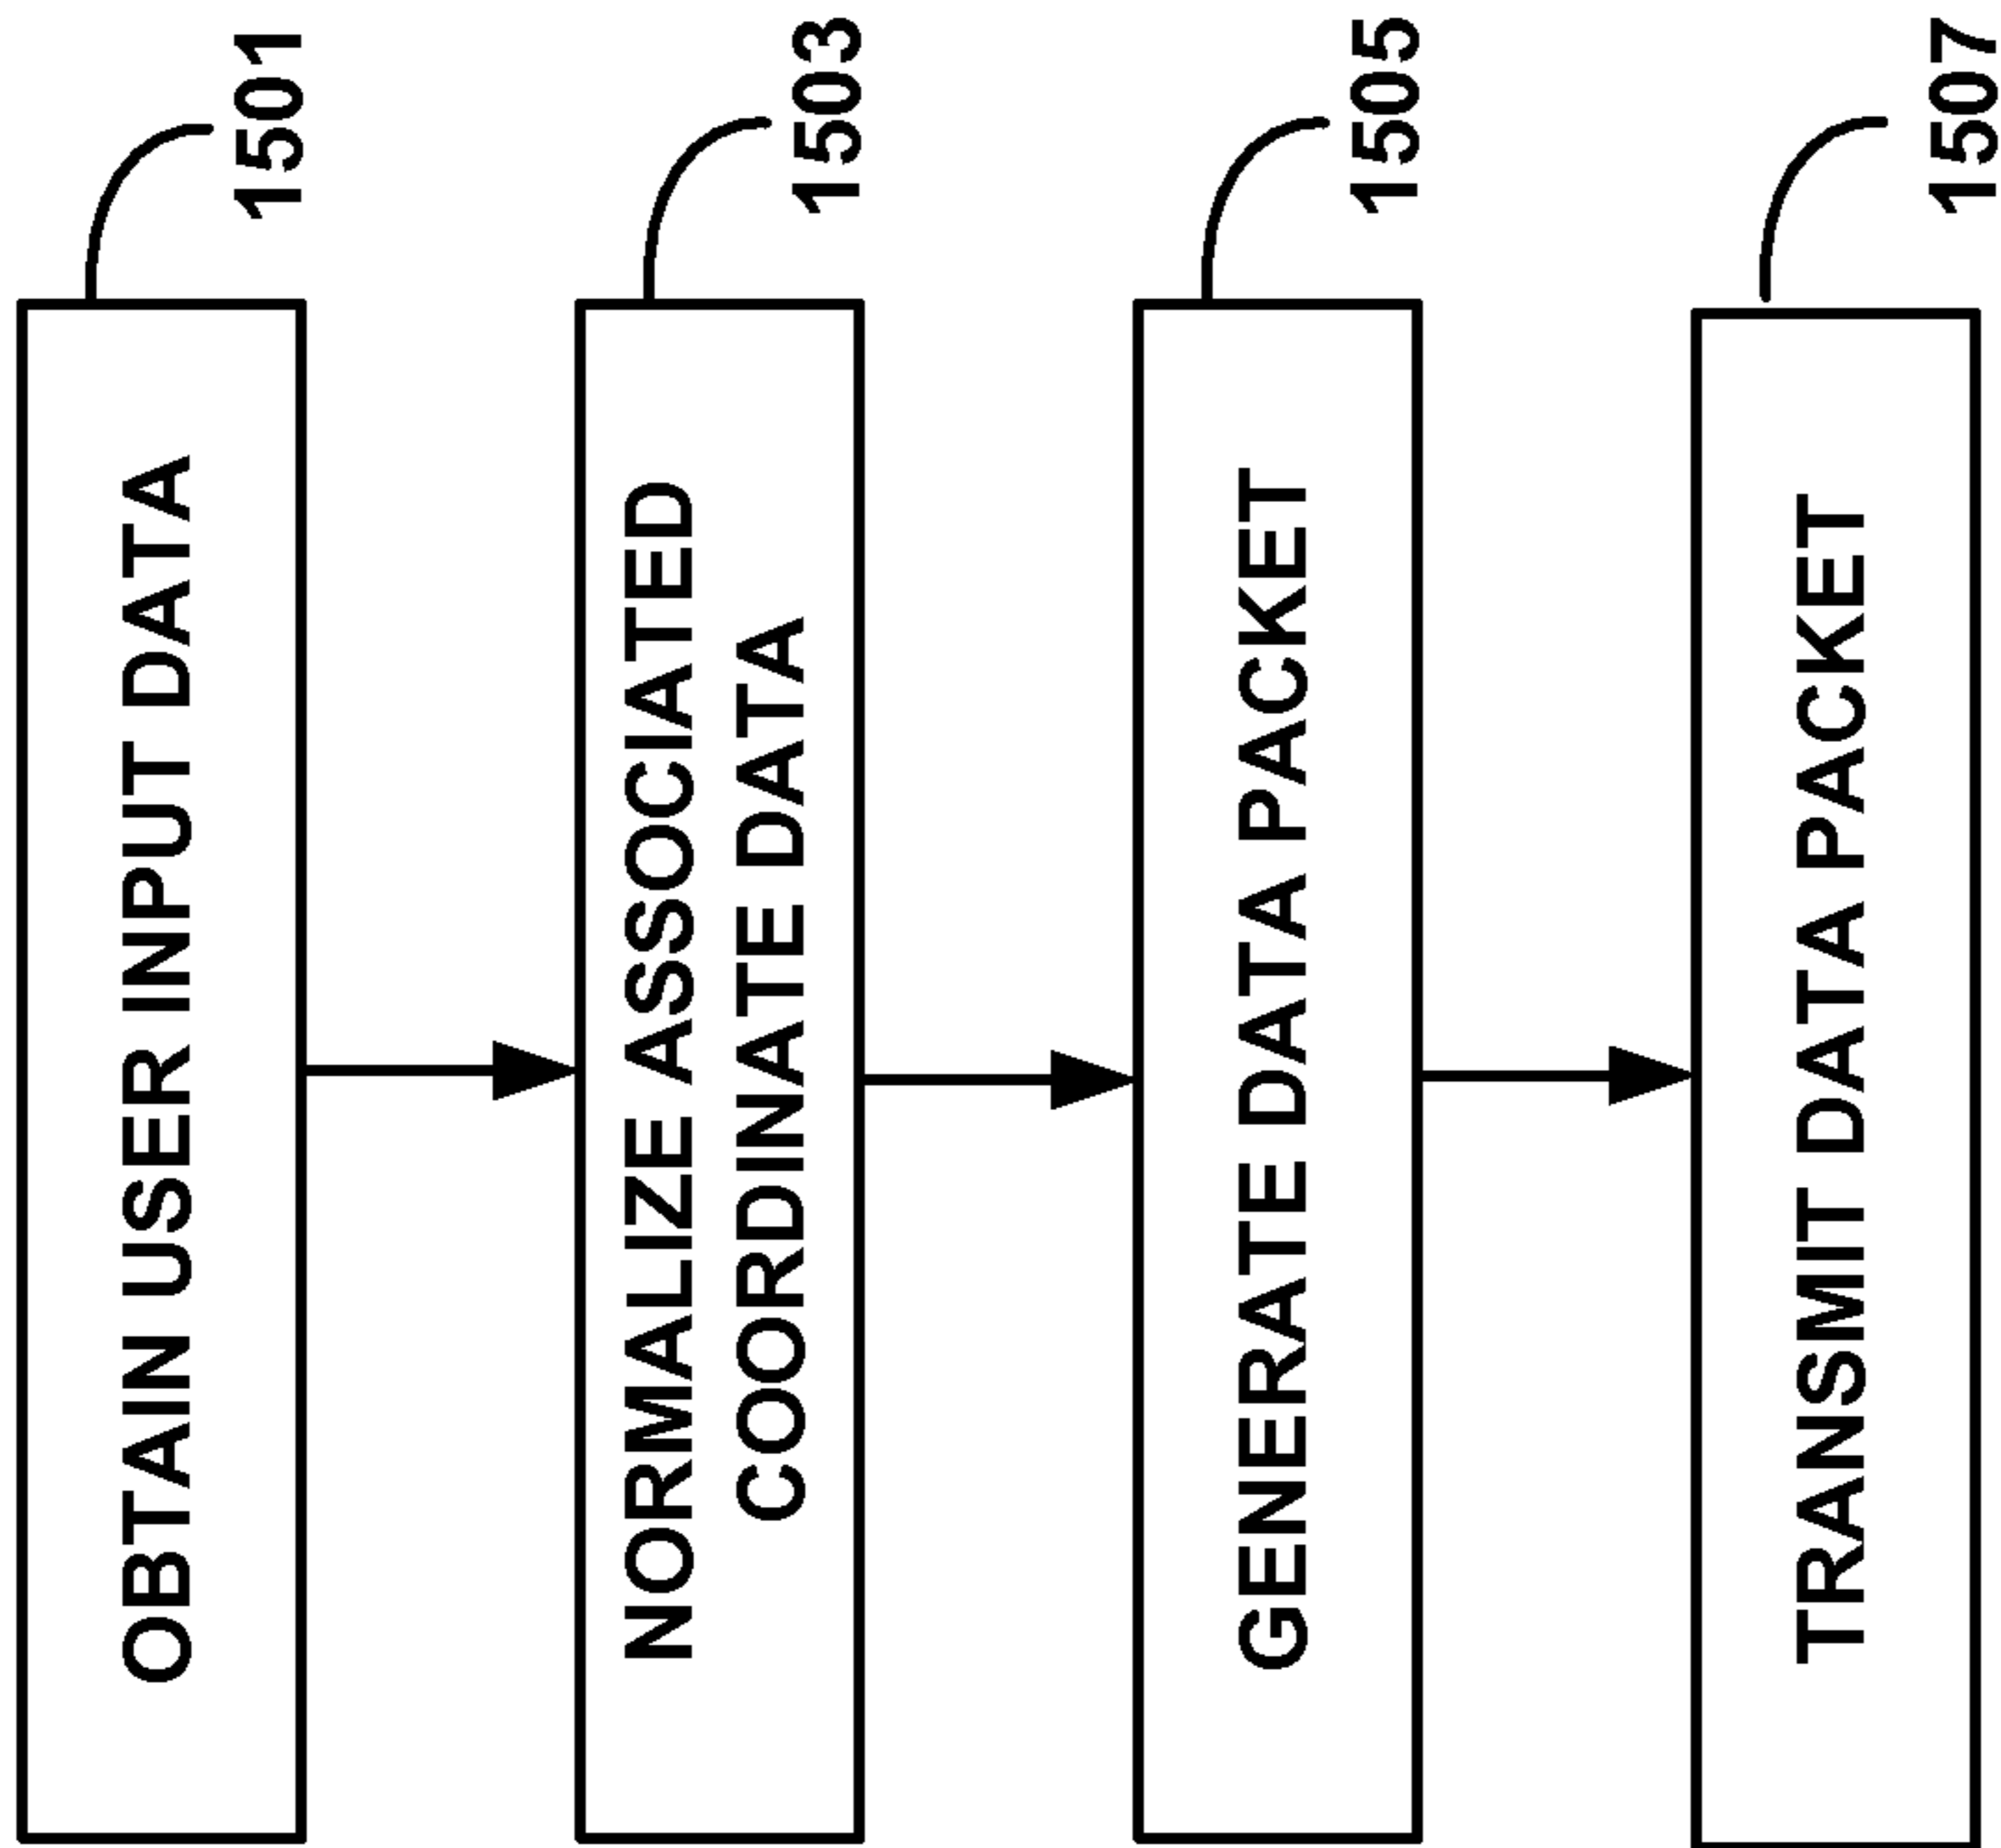 OBTAIN USER INPUT DATA
1501
NORMALIZE ASSOCIATED
COORDINATE DATA
1503
GENERATE DATA PACKET
1505
TRANSMIT DATA PACKET
1507